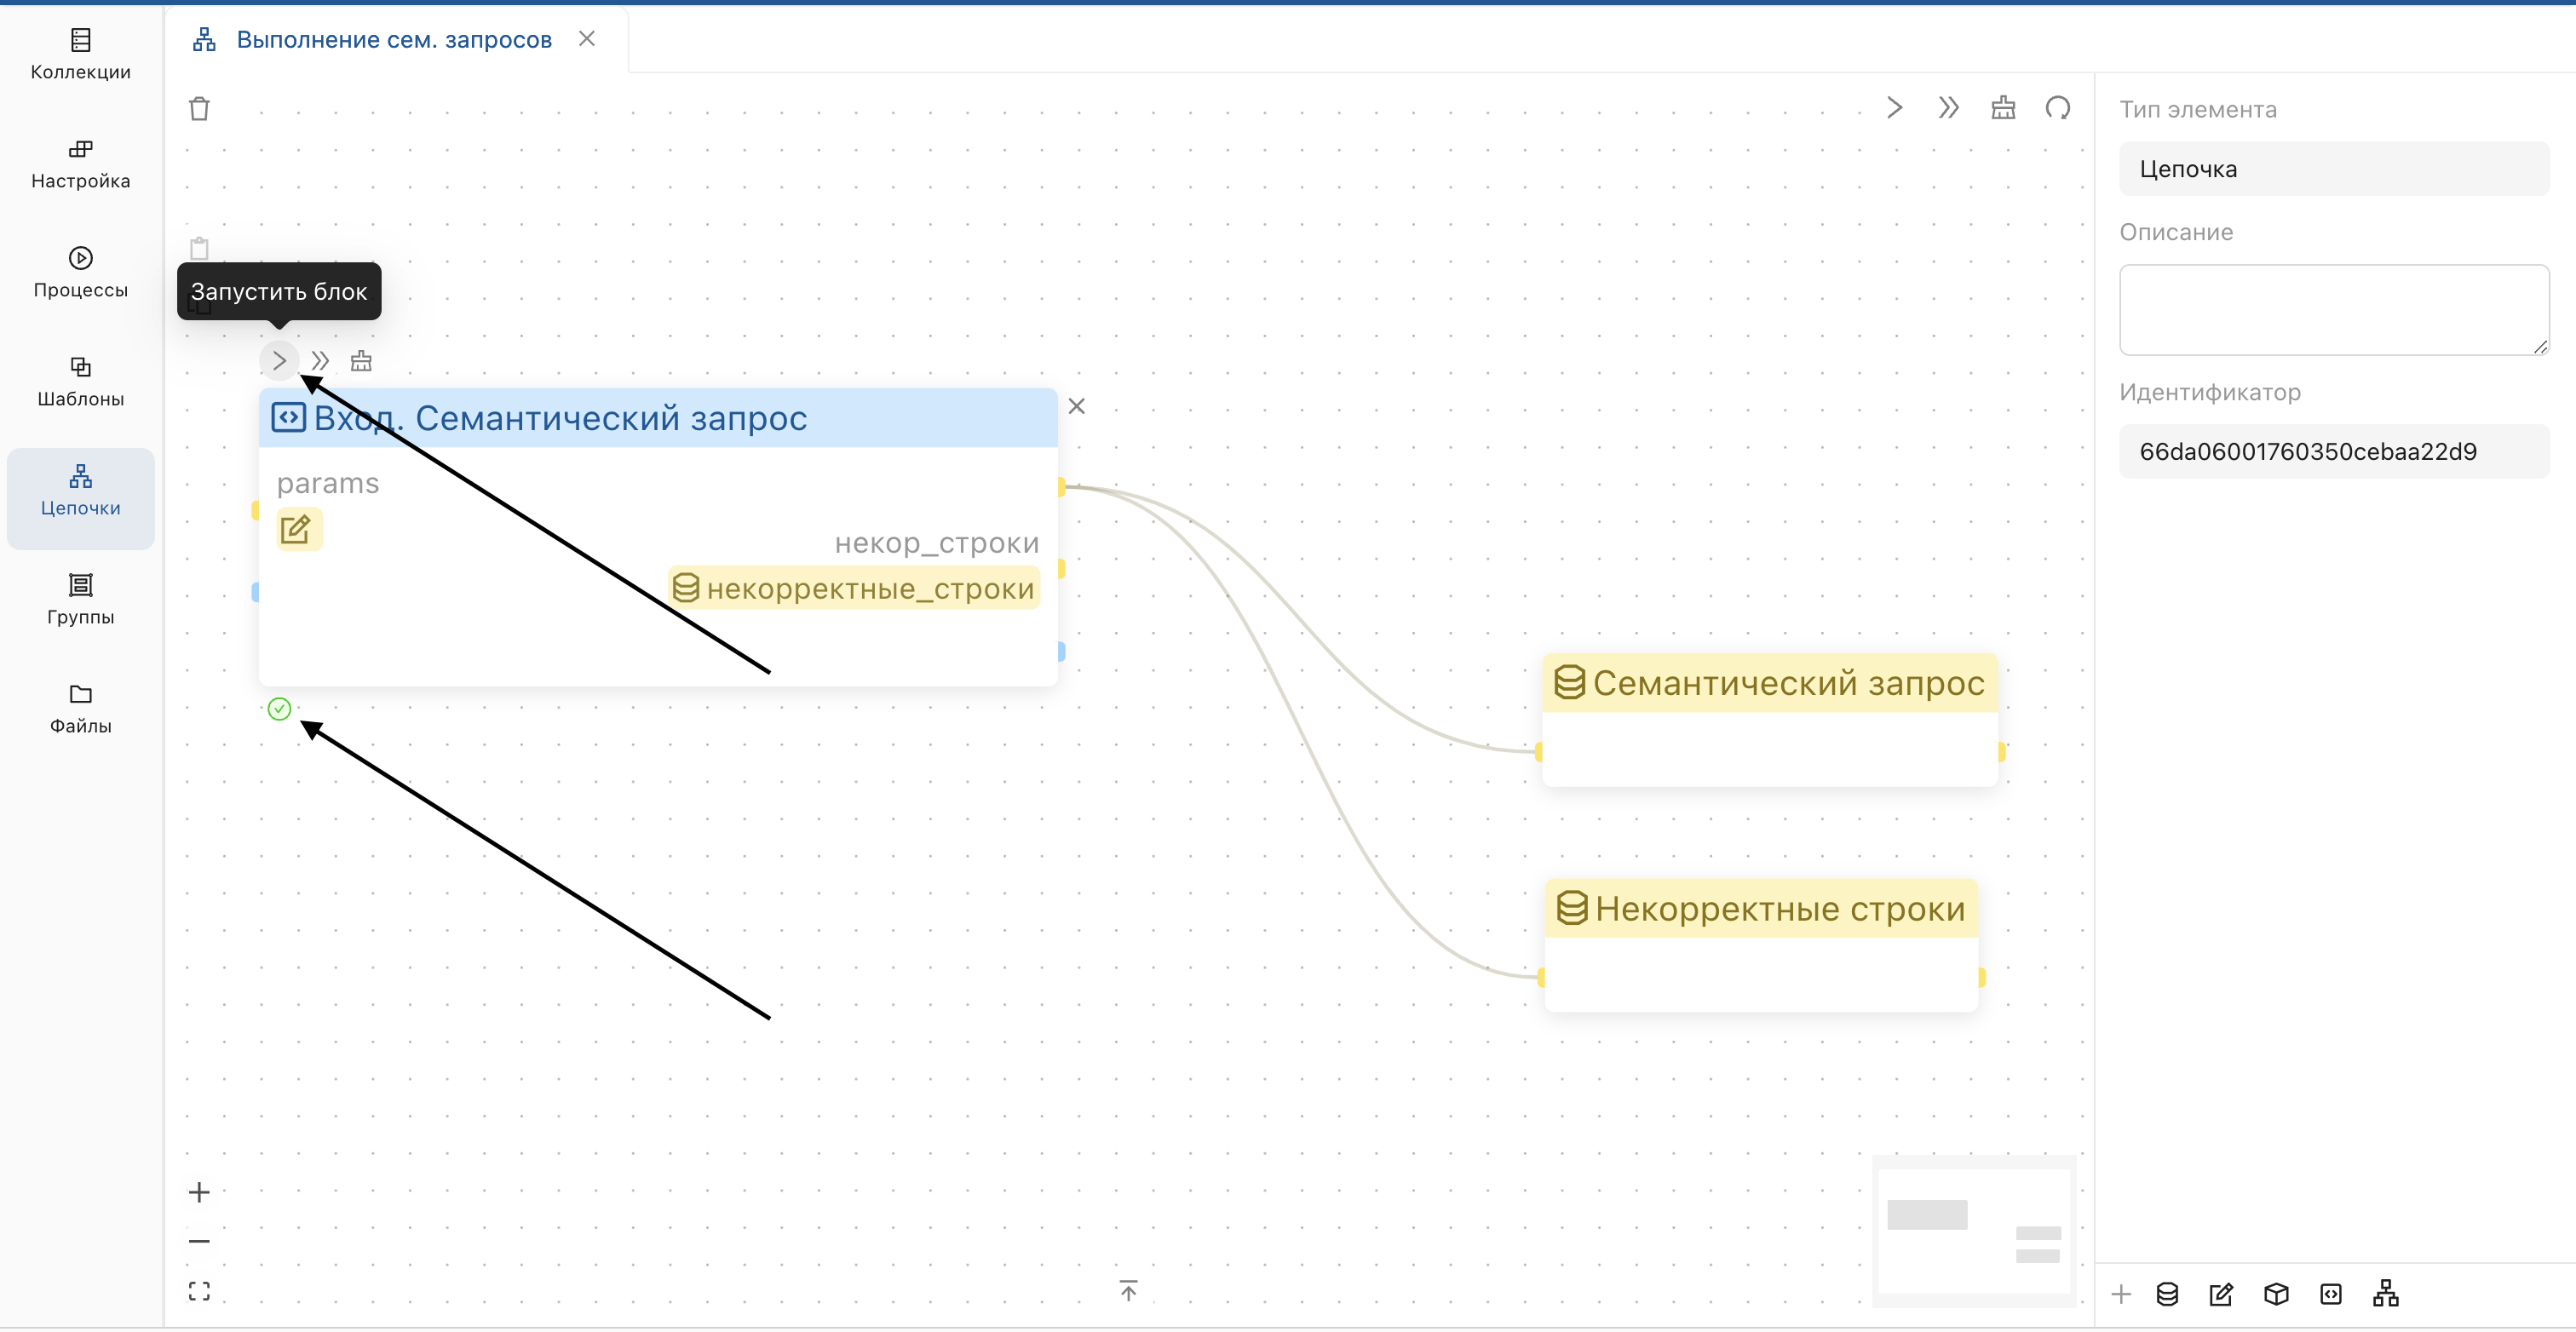 Коллекции
Настройка
Процессы
Шаблоны
Цепочки
Группы
Файлы
Выполнение сем. запросов
Запустить блок
Вход. Семантический запрос
params
некор_строки
некорректные_строки
Семантический запрос
Некорректные строки
Тип элемента
Цепочка
Описание
Идентификатор
66da06001760350cebaa22d9